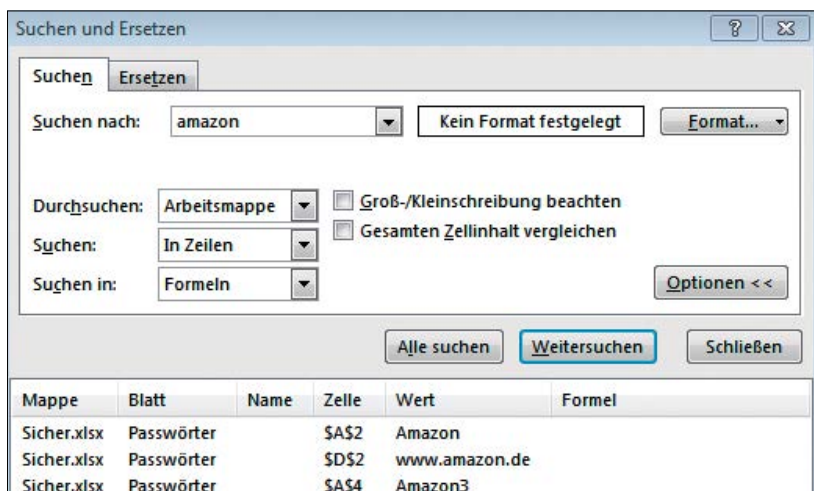 Suchen und Ersetzen
Suchen Ersetzen
Suchen nach: amazon Kein Format festgelegt Format...
Durchsuchen: Arbeitsmappe Groß-/Kleinschreibung beachten
Gesamten Zellinhalt vergleichen
Suchen: In Zeilen
Suchen in: Formeln Optionen <<
Alle suchen Weitersuchen Schließen
Mappe Blatt Name Zelle Wert Formel
Sicher.xlsx Passwörter $A$2 Amazon
Sicher.xlsx Passwörter $D$2 www.amazon.de
Sicher.xlsx Passwörter $A$4 Amazon3